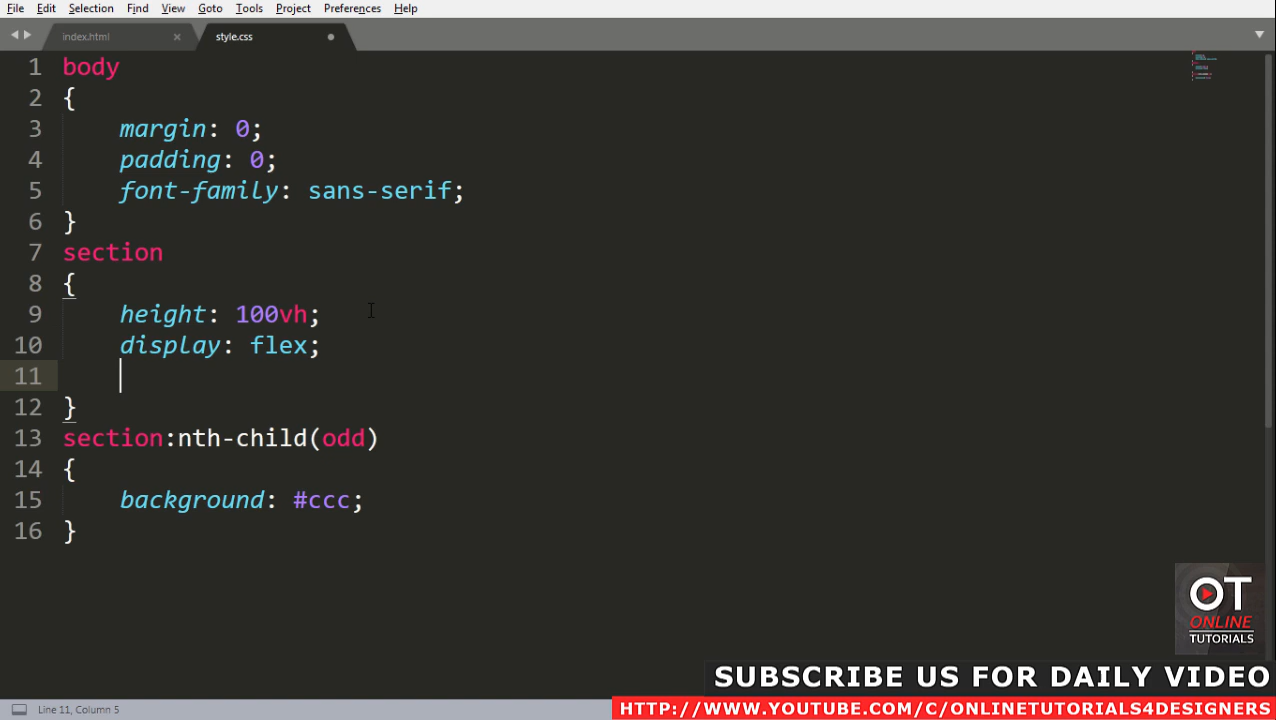 File Edit Selection Find View Goto Tools Project Preferences Help
index.html × style.css
1 body
2 {
3 margin: 0;
4 padding: 0;
5 font-family: sans-serif;
6 }
7 section
8 {
9 height: 100vh;
10 display: flex;
11
12 }
13 section:nth-child(odd)
14 {
15 background: #ccc;
16 }
OT
ONLINE
TUTORIALS
SUBSCRIBE US FOR DAILY VIDEO
Line 11, Column 5
HTTP://WWW.YOUTUBE.COM/C/ONLINETUTORIALS4DESIGNERS